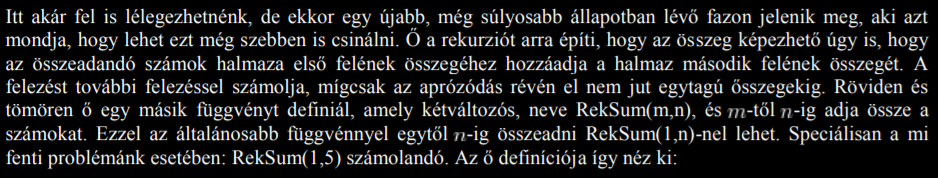 Itt akár fel is lélegezhetnénk, de ekkor egy újabb, még súlyosabb állapotban lévő fazon jelenik meg, aki azt
mondja, hogy lehet ezt még szebben is csinálni. Ő a rekurziót arra építi, hogy az összeg képezhető úgy is, hogy
az összeadandó számok halmaza első felének összegéhez hozzáadja a halmaz második felének összegét. A
felezést további felezéssel számolja, mígcsak az aprózódás révén el nem jut egytagú ősszegekig. Röviden és
tömören ő egy másik függvényt definiál, amely kétváltozós, neve RekSum(m,n), és m-től n-ig adja össze a
számokat. Ezzel az általánosabb függvénnyel egytől n-ig összeadni RekSum(1,n)-nel lehet. Speciálisan a mi
fenti problémánk esetében: RekSum(1,5) számolandó. Az ő definíciója így néz ki: